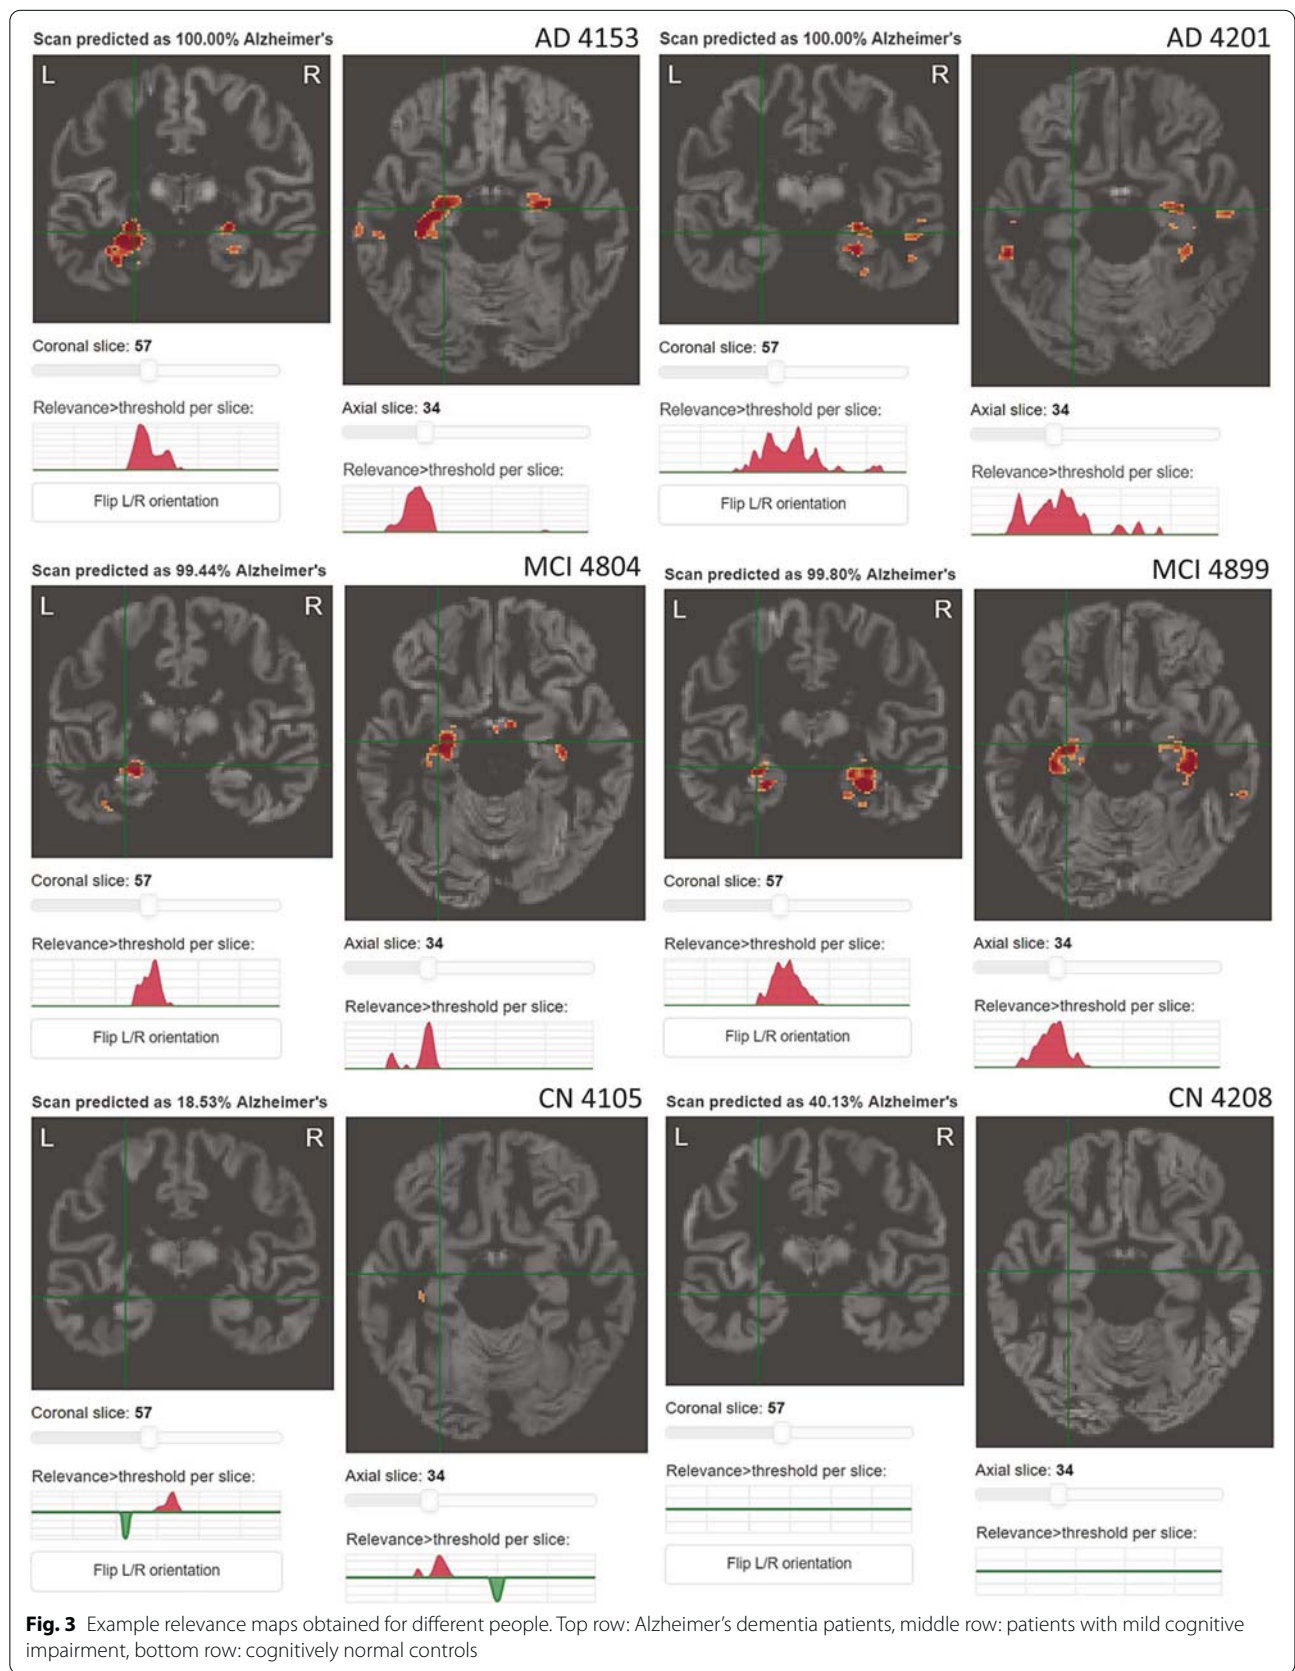 Scan predicted as 100.00% Alzheimer's
AD 4153
L
R
Coronal slice: 57
Relevance>threshold per slice:
Flip L/R orientation
Axial slice: 34
Relevance>threshold per slice:
Scan predicted as 100.00% Alzheimer's
AD 4201
L
R
Coronal slice: 57
Relevance>threshold per slice:
Flip L/R orientation
Axial slice: 34
Relevance>threshold per slice:
Scan predicted as 99.44% Alzheimer's
MCI 4804
L
R
Coronal slice: 57
Relevance>threshold per slice:
Flip L/R orientation
Axial slice: 34
Relevance>threshold per slice:
Scan predicted as 99.80% Alzheimer's
MCI 4899
L
R
Coronal slice: 57
Relevance>threshold per slice:
Flip L/R orientation
Axial slice: 34
Relevance>threshold per slice:
Scan predicted as 18.53% Alzheimer's
CN 4105
L
R
Coronal slice: 57
Relevance>threshold per slice:
Flip L/R orientation
Axial slice: 34
Relevance>threshold per slice:
Scan predicted as 40.13% Alzheimer's
CN 4208
L
R
Coronal slice: 57
Relevance>threshold per slice:
Flip L/R orientation
Axial slice: 34
Relevance>threshold per slice:
Fig. 3 Example relevance maps obtained for different people. Top row: Alzheimer’s dementia patients, middle row: patients with mild cognitive
impairment, bottom row: cognitively normal controls